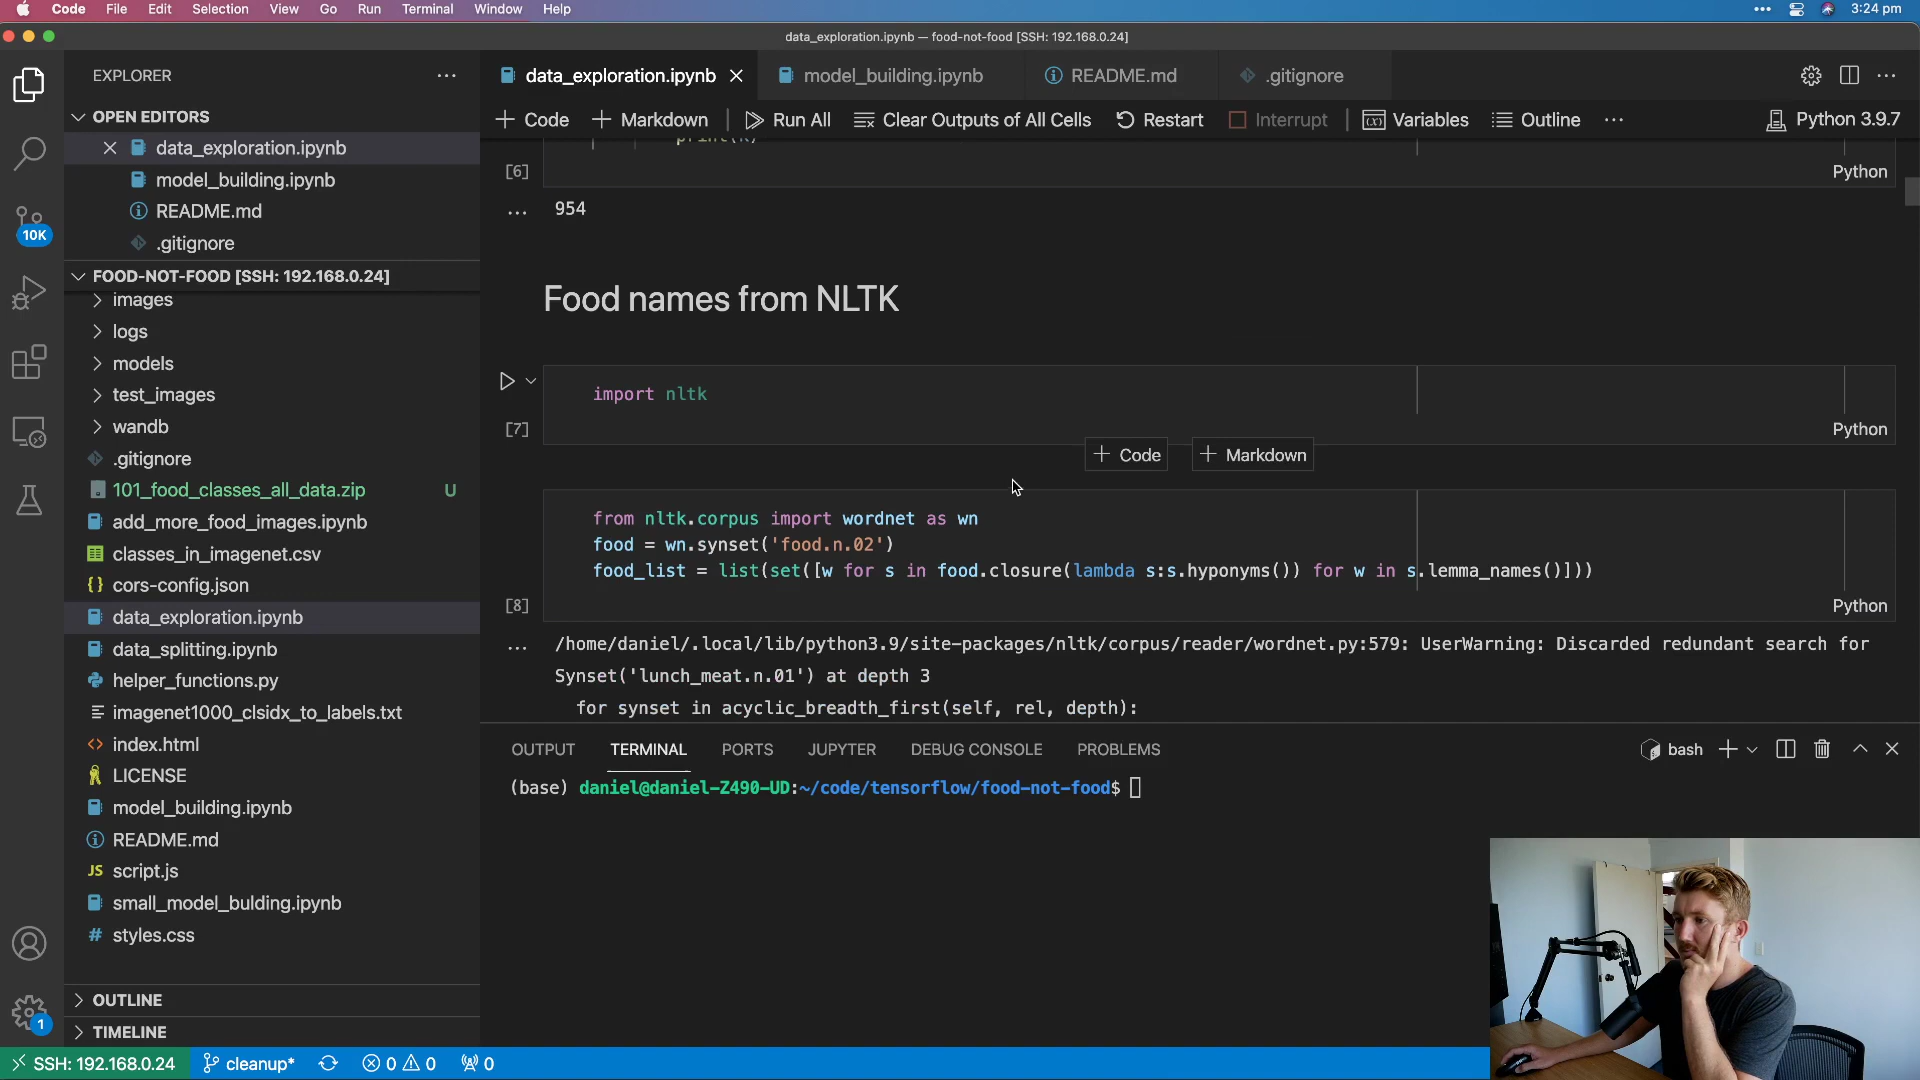 Code File Edit Selection View Go Run Terminal Window Help
3:24 pm
data_exploration.ipynb — food-not-food [SSH: 192.168.0.24]
EXPLORER
OPEN EDITORS
data_exploration.ipynb
model_building.ipynb
README.md
.gitignore
10K
FOOD-NOT-FOOD [SSH: 192.168.0.24]
images
logs
models
test_images
wandb
.gitignore
101_food_classes_all_data.zip U
add_more_food_images.ipynb
classes_in_imagenet.csv
{} cors-config.json
data_exploration.ipynb
data_splitting.ipynb
helper_functions.py
imagenet1000_clsidx_to_labels.txt
<> index.html
LICENSE
model_building.ipynb
README.md
JS script.js
small_model_bulding.ipynb
# styles.css
OUTLINE
TIMELINE
1
data_exploration.ipynb
model_building.ipynb
README.md
.gitignore
+ Code + Markdown Run All Clear Outputs of All Cells Restart Interrupt Variables Outline ... Python 3.9.7
print(k)
[6] Python
... 954
Food names from NLTK
import nltk
[7] Python
+ Code + Markdown
from nltk.corpus import wordnet as wn
food = wn.synset('food.n.02')
food_list = list(set([w for s in food.closure(lambda s:s.hyponyms()) for w in s.lemma_names()]))
[8] Python
... /home/daniel/.local/lib/python3.9/site-packages/nltk/corpus/reader/wordnet.py:579: UserWarning: Discarded redundant search for
Synset('lunch_meat.n.01') at depth 3
for synset in acyclic_breadth_first(self, rel, depth):
OUTPUT TERMINAL PORTS JUPYTER DEBUG CONSOLE PROBLEMS
bash
(base) daniel@daniel-Z490-UD:~/code/tensorflow/food-not-food$
SSH: 192.168.0.24 cleanup* 0 0 0